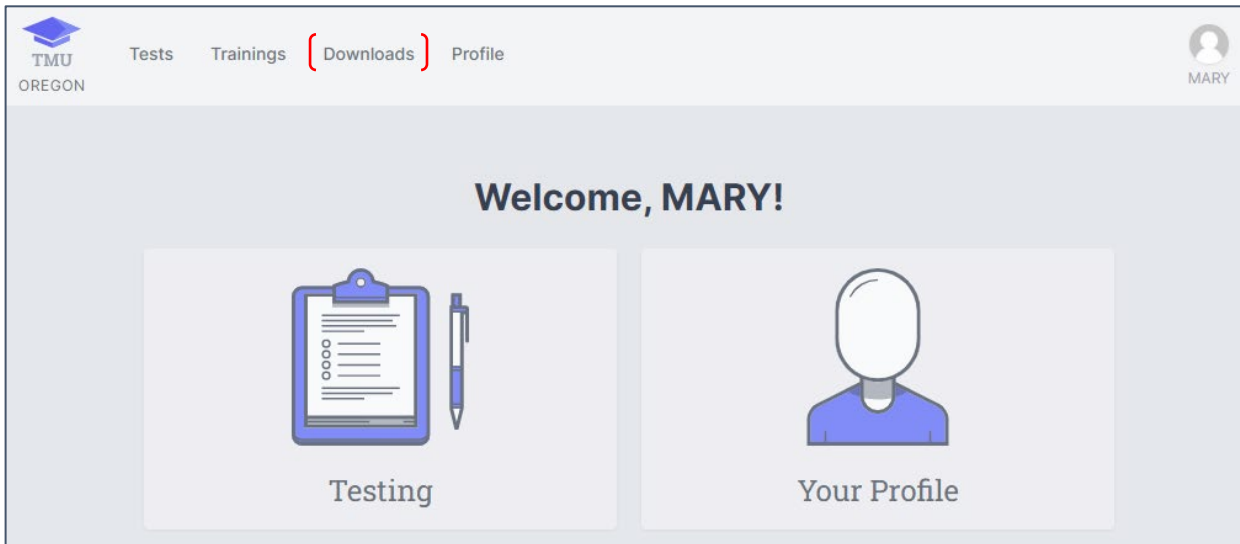 TMU
OREGON
Tests Trainings Downloads Profile
MARY
Welcome, MARY!
Testing
Your Profile